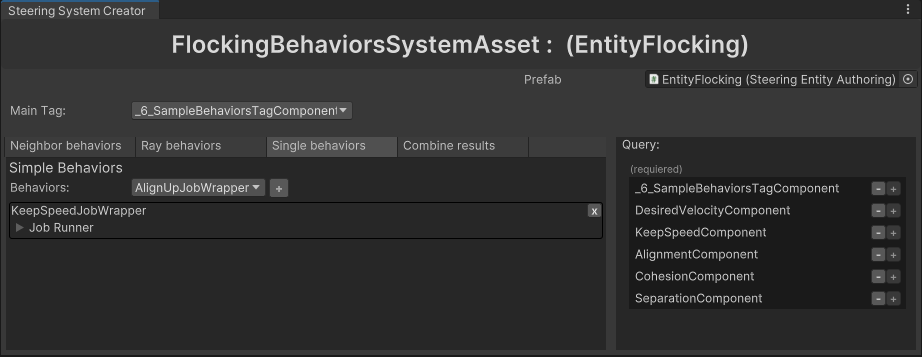 Steering System Creator
FlockingBehaviorsSystemAsset : (EntityFlocking)
Prefab
EntityFlocking (Steering Entity Authoring)
Main Tag:
_6_SampleBehaviorsTagComponent
Neighbor behaviors
Ray behaviors
Single behaviors
Combine results
Simple Behaviors
Behaviors:
AlignUpJobWrapper
+
KeepSpeedJobWrapper
x
Job Runner
Query:
(requiered)
_6_SampleBehaviorsTagComponent
- +
DesiredVelocityComponent
- +
KeepSpeedComponent
- +
AlignmentComponent
- +
CohesionComponent
- +
SeparationComponent
- +